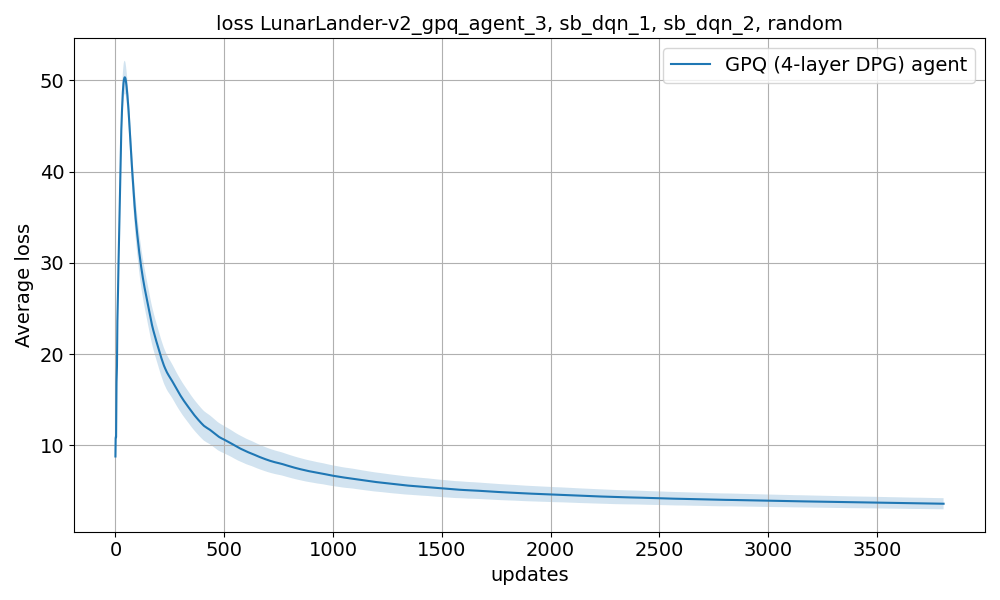 loss LunarLander-v2_gpq_agent_3, sb_dqn_1, sb_dqn_2, random
GPQ (4-layer DPG) agent
Average loss
50
40
30
20
10
0 500 1000 1500 2000 2500 3000 3500
updates